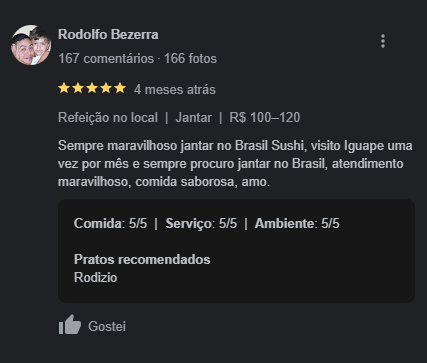 Rodolfo Bezerra
167 comentários · 166 fotos
4 meses atrás
Refeição no local | Jantar | R$ 100–120
Sempre maravilhoso jantar no Brasil Sushi, visito Iguape uma
vez por mês e sempre procuro jantar no Brasil, atendimento
maravilhoso, comida saborosa, amo.
Comida: 5/5 | Serviço: 5/5 | Ambiente: 5/5
Pratos recomendados
Rodizio
Gostei